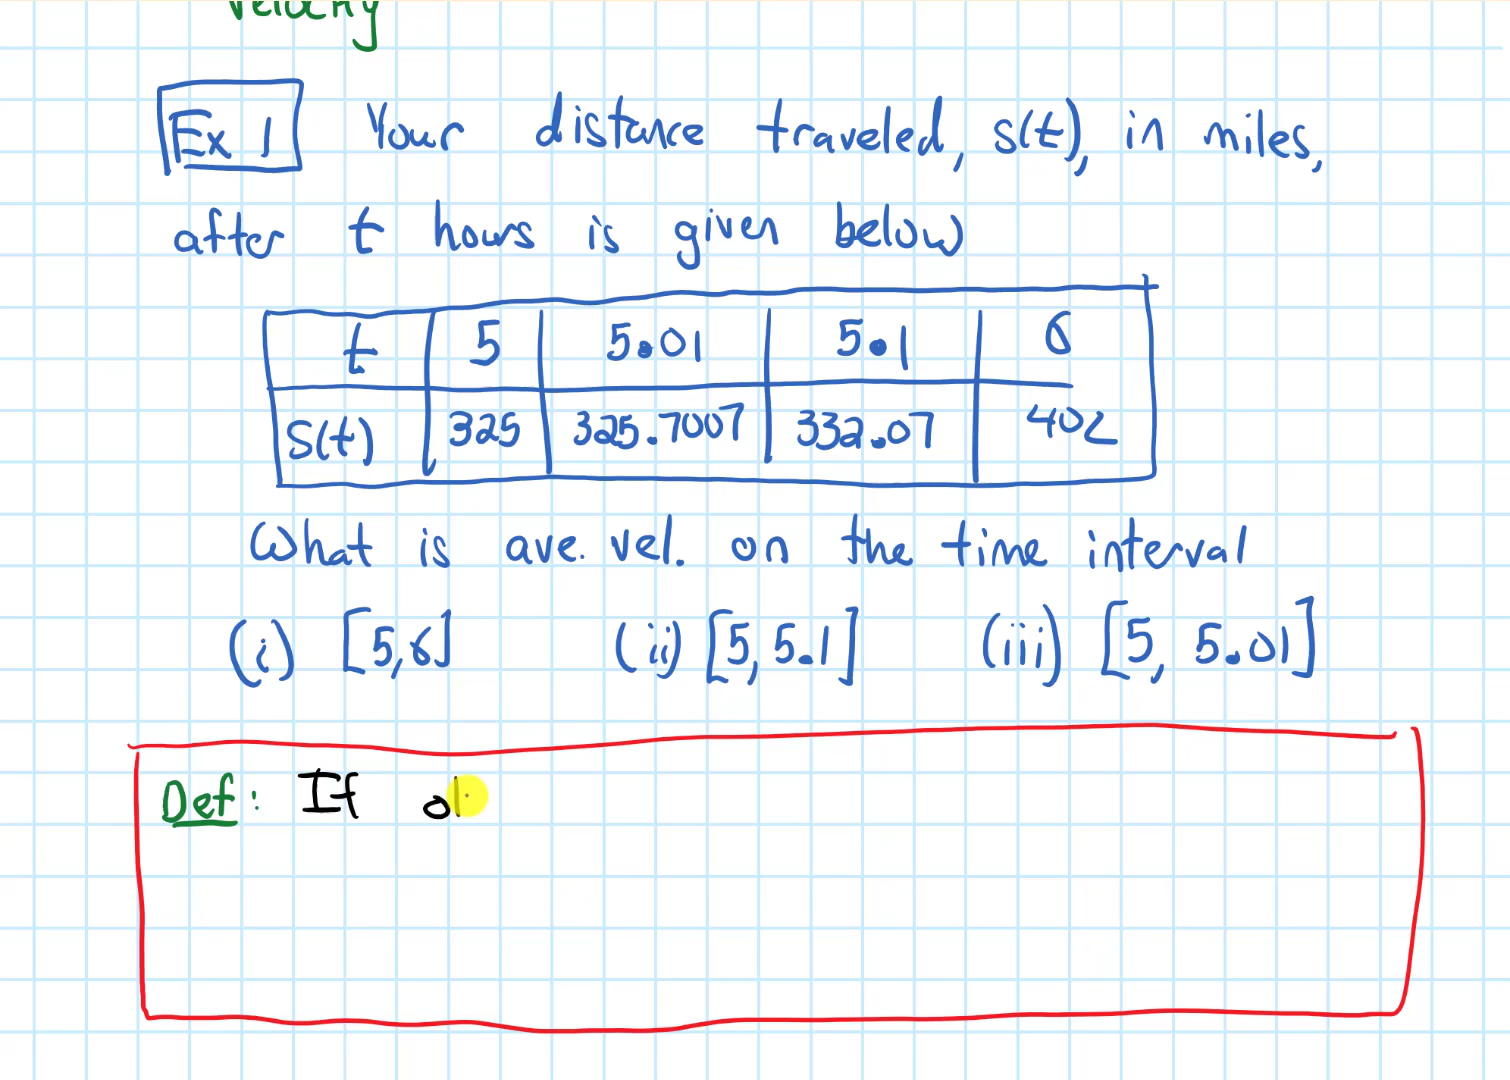 velocity
Ex 1 Your distance traveled, s(t), in miles,
after t hours is given below
t 5 5.01 5.1 6
S(t) 325 325.7007 332.07 402
What is ave. vel. on the time interval
(i) [5,6] (ii) [5, 5.1] (iii) [5, 5.01]
Def: If o